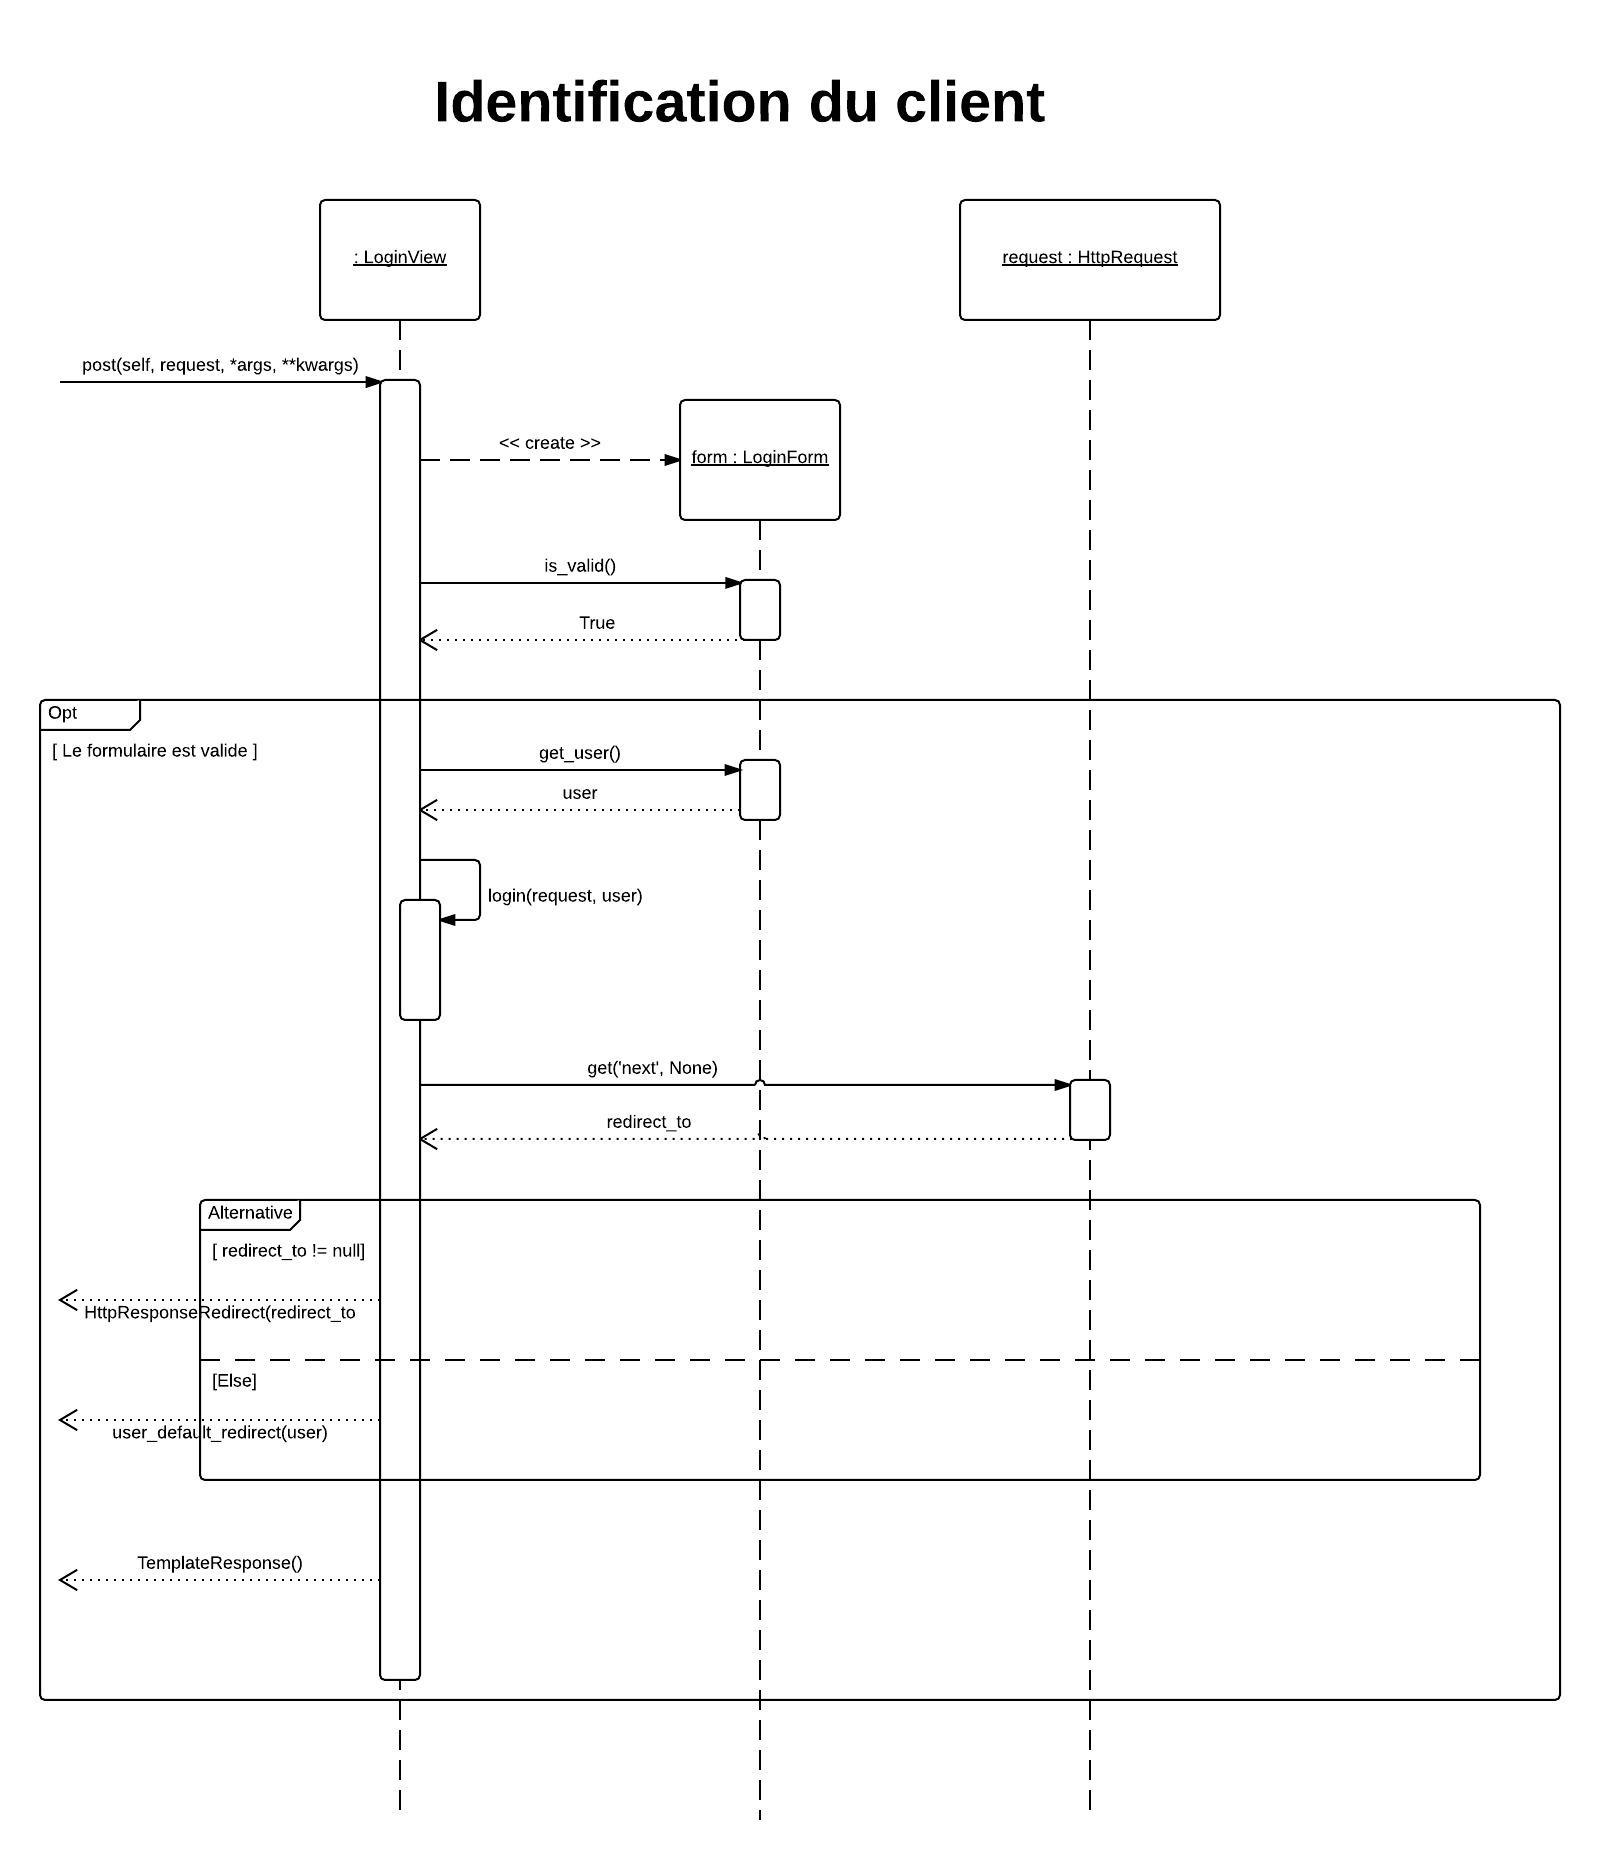 Identification du client
: LoginView
request : HttpRequest
post(self, request, *args, **kwargs)
<< create >>
form : LoginForm
is_valid()
True
Opt
[ Le formulaire est valide ]
get_user()
user
login(request, user)
get('next', None)
redirect_to
Alternative
[ redirect_to != null]
HttpResponseRedirect(redirect_to
[Else]
user_default_redirect(user)
TemplateResponse()